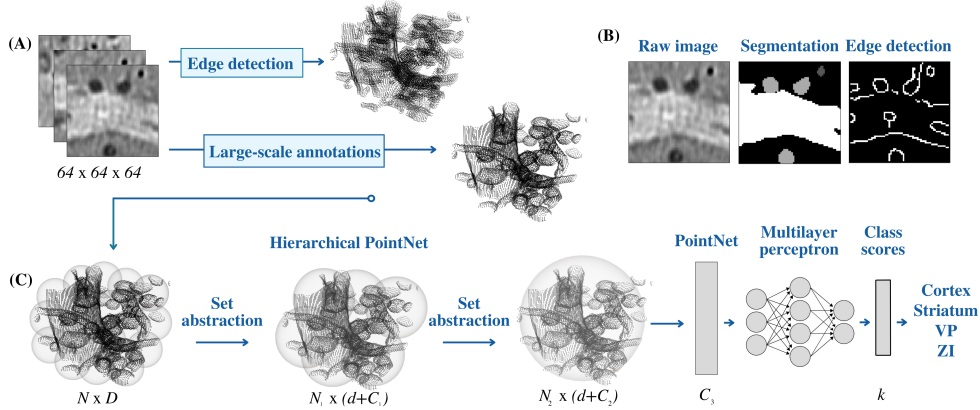 (A)
Edge detection
Large-scale annotations
64 x 64 x 64
(B)
Raw image
Segmentation
Edge detection
(C)
Hierarchical PointNet
Set
abstraction
Set
abstraction
PointNet
Multilayer
perceptron
Class
scores
Cortex
Striatum
VP
ZI
N x D
N₁ x (d+C₁)
N₂ x (d+C₂)
C₃
k